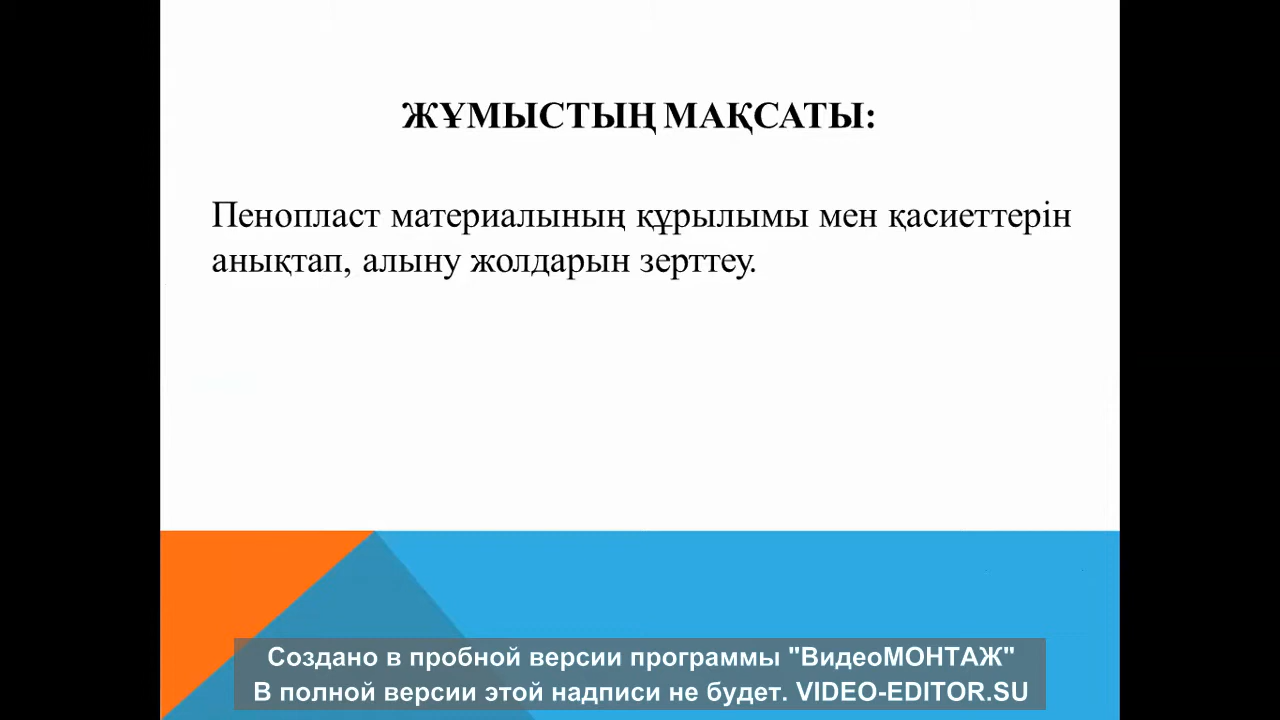 ЖҰМЫСТЫҢ МАҚСАТЫ:
Пенопласт материалының құрылымы мен қасиеттерін
анықтап, алыну жолдарын зерттеу.
Создано в пробной версии программы "ВидеоМОНТАЖ"
В полной версии этой надписи не будет. VIDEO-EDITOR.SU